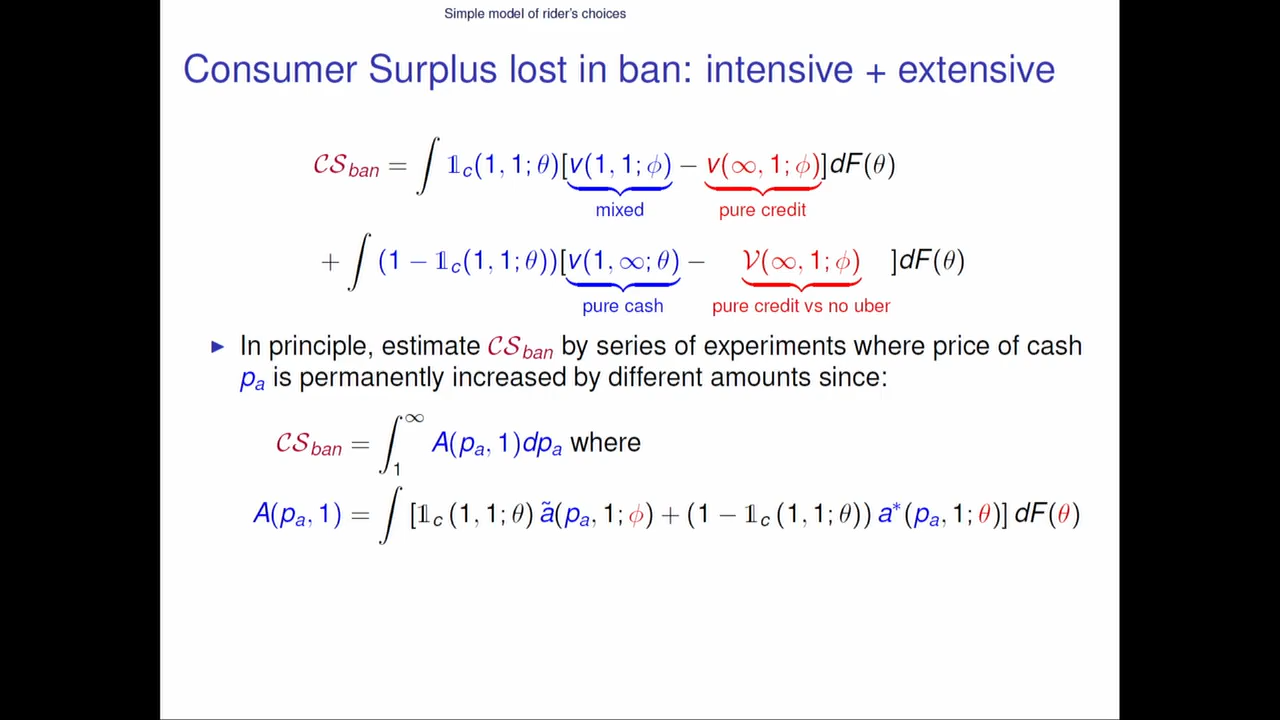 Simple model of rider's choices
Consumer Surplus lost in ban: intensive + extensive
𝒞𝒮_ban = ∫ 𝟙_c(1, 1; θ)[v(1, 1; ϕ) − v(∞, 1; ϕ)]dF(θ)
mixed pure credit
+ ∫ (1 − 𝟙_c(1, 1; θ))[v(1, ∞; θ) − 𝒱(∞, 1; ϕ) ]dF(θ)
pure cash pure credit vs no uber
▶ In principle, estimate 𝒞𝒮_ban by series of experiments where price of cash
p_a is permanently increased by different amounts since:
𝒞𝒮_ban = ∫_1^∞ A(p_a, 1)dp_a where
A(p_a, 1) = ∫ [𝟙_c (1, 1; θ) ã(p_a, 1; ϕ) + (1 − 𝟙_c (1, 1; θ)) a*(p_a, 1; θ)] dF(θ)